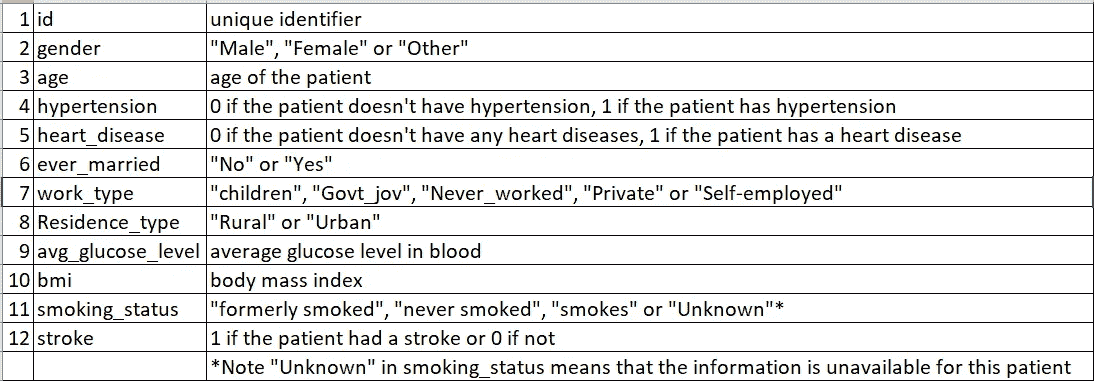 1 id unique identifier
2 gender "Male", "Female" or "Other"
3 age age of the patient
4 hypertension 0 if the patient doesn't have hypertension, 1 if the patient has hypertension
5 heart_disease 0 if the patient doesn't have any heart diseases, 1 if the patient has a heart disease
6 ever_married "No" or "Yes"
7 work_type "children", "Govt_jov", "Never_worked", "Private" or "Self-employed"
8 Residence_type "Rural" or "Urban"
9 avg_glucose_level average glucose level in blood
10 bmi body mass index
11 smoking_status "formerly smoked", "never smoked", "smokes" or "Unknown"*
12 stroke 1 if the patient had a stroke or 0 if not
*Note "Unknown" in smoking_status means that the information is unavailable for this patient